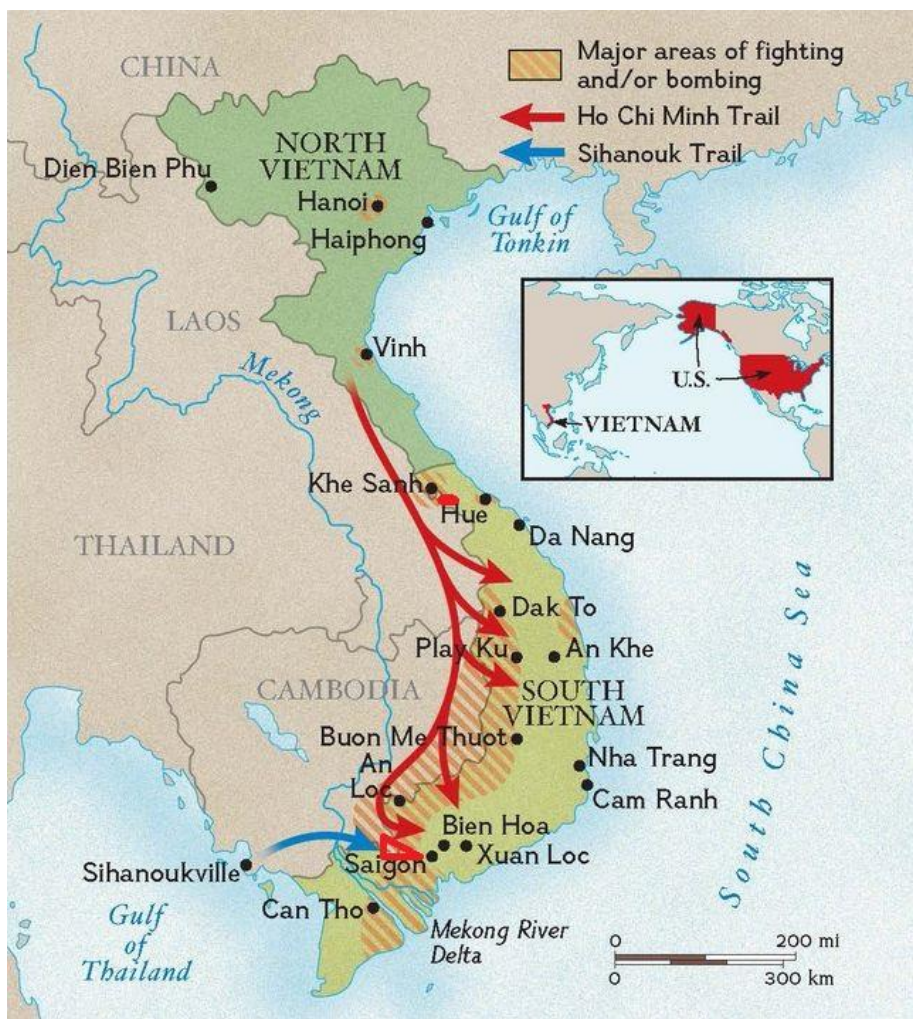 Major areas of fighting
and/or bombing
Ho Chi Minh Trail
Sihanouk Trail
CHINA
NORTH
VIETNAM
Dien Bien Phu
Hanoi
Haiphong
Gulf of
Tonkin
LAOS
Vinh
Mekong
U.S.
VIETNAM
Khe Sanh
Hue
Da Nang
THAILAND
Dak To
Play Ku
An Khe
CAMBODIA
SOUTH
VIETNAM
Buon Me Thuot
An
Loc
Nha Trang
Cam Ranh
South China Sea
Bien Hoa
Saigon
Xuan Loc
Sihanoukville
Can Tho
Gulf
of
Thailand
Mekong River
Delta
0 200 mi
0 300 km